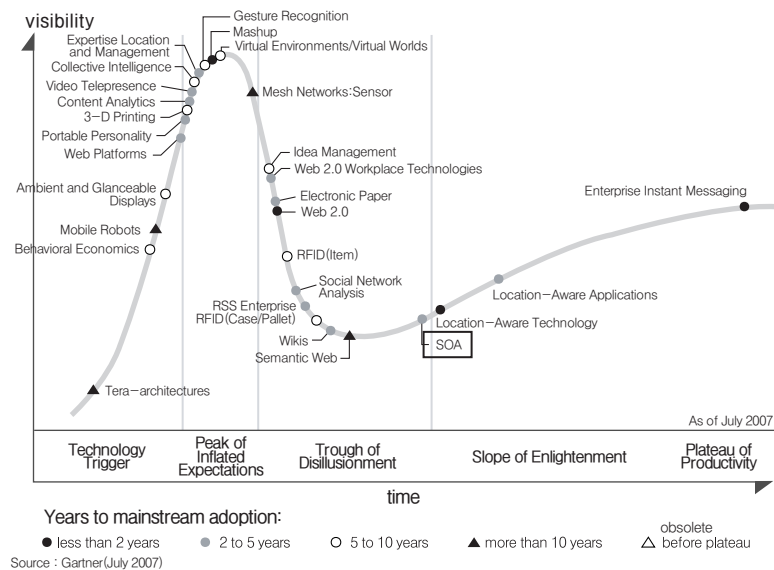 visibility
Gesture Recognition
Mashup
Virtual Environments/Virtual Worlds
Expertise Location
and Management
Collective Intelligence
Video Telepresence
Content Analytics
3-D Printing
Portable Personality
Web Platforms
Mesh Networks:Sensor
Idea Management
Web 2.0 Workplace Technologies
Electronic Paper
Web 2.0
Ambient and Glanceable
Displays
Mobile Robots
Behavioral Economics
RFID(Item)
Social Network
Analysis
RSS Enterprise
RFID(Case/Pallet)
Wikis
Semantic Web
Enterprise Instant Messaging
Location-Aware Applications
Location-Aware Technology
SOA
Tera-architectures
As of July 2007
Technology
Trigger
Peak of
Inflated
Expectations
Trough of
Disillusionment
Slope of Enlightenment
Plateau of
Productivity
time
Years to mainstream adoption:
less than 2 years
2 to 5 years
5 to 10 years
more than 10 years
obsolete
before plateau
Source : Gartner(July 2007)